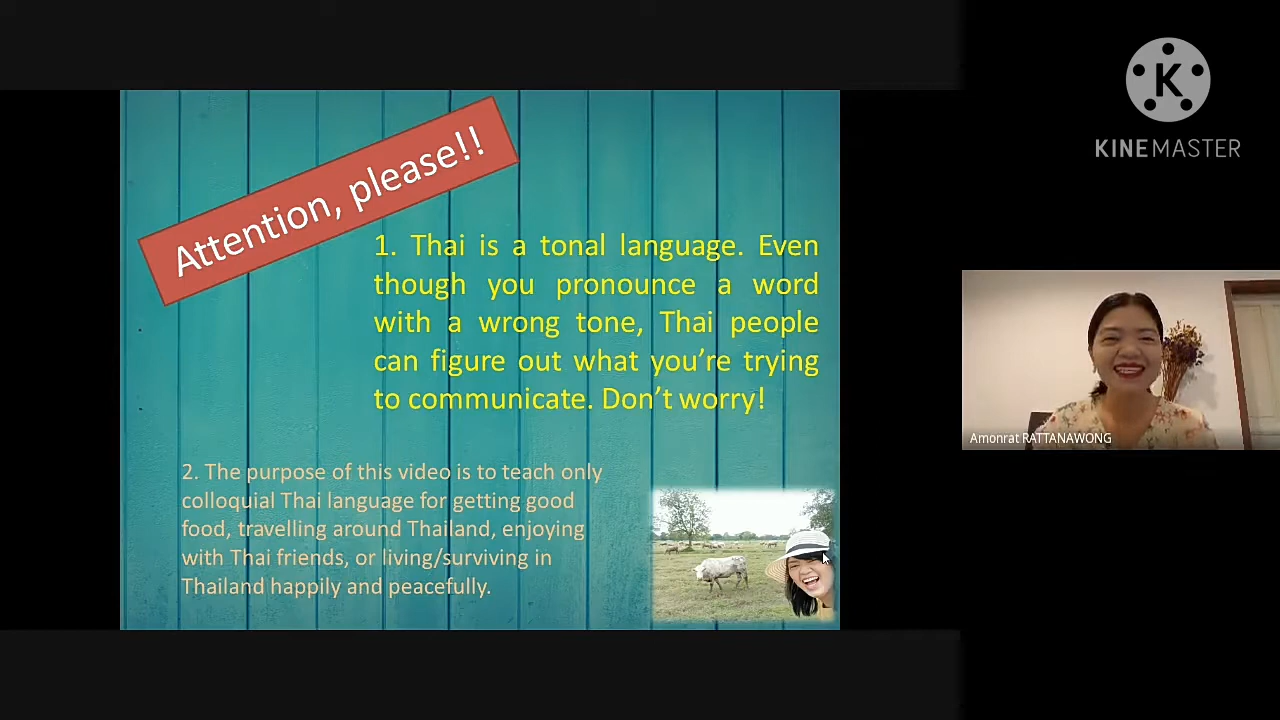 Attention, please!!
1. Thai is a tonal language. Even
though you pronounce a word
with a wrong tone, Thai people
can figure out what you're trying
to communicate. Don't worry!
2. The purpose of this video is to teach only
colloquial Thai language for getting good
food, travelling around Thailand, enjoying
with Thai friends, or living/surviving in
Thailand happily and peacefully.
K
KINEMASTER
Amonrat RATTANAWONG